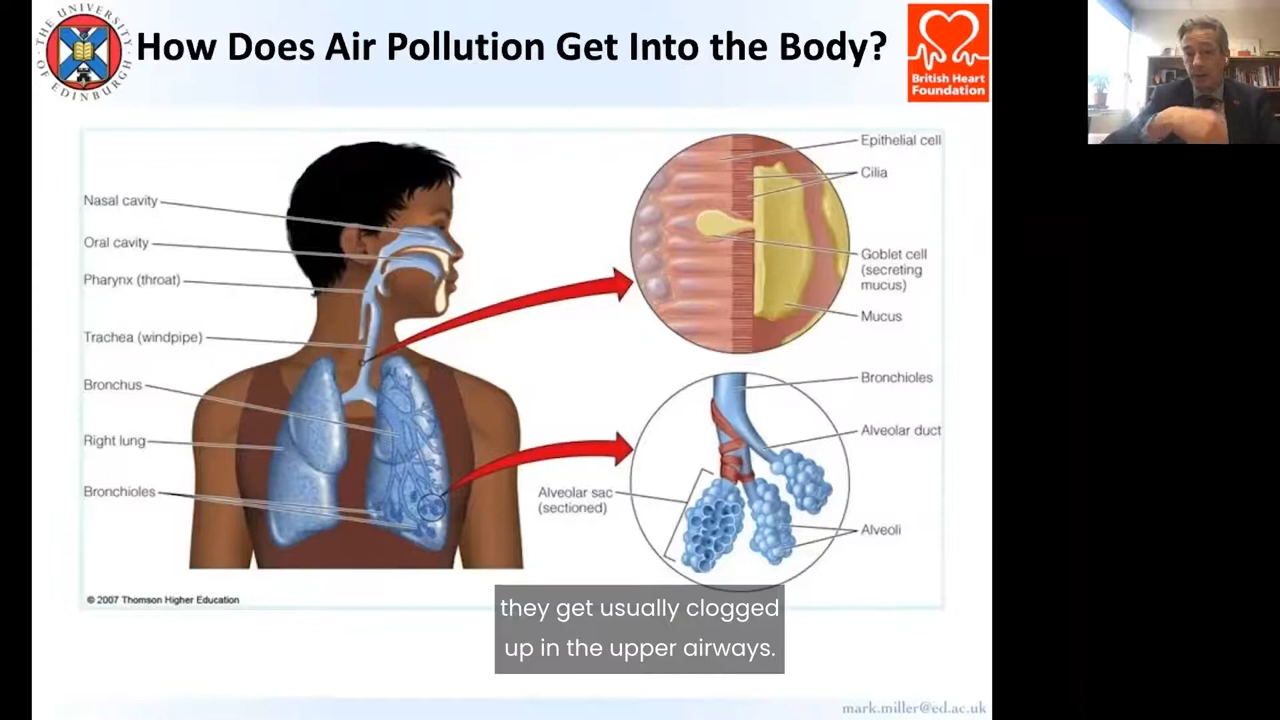 THE UNIVERSITY OF EDINBURGH
How Does Air Pollution Get Into the Body?
British Heart
Foundation
Nasal cavity
Oral cavity
Pharynx (throat)
Trachea (windpipe)
Bronchus
Right lung
Bronchioles
Epithelial cell
Cilia
Goblet cell
(secreting
mucus)
Mucus
Bronchioles
Alveolar duct
Alveolar sac
(sectioned)
Alveoli
© 2007 Thomson Higher Education
they get usually clogged
up in the upper airways.
mark.miller@ed.ac.uk